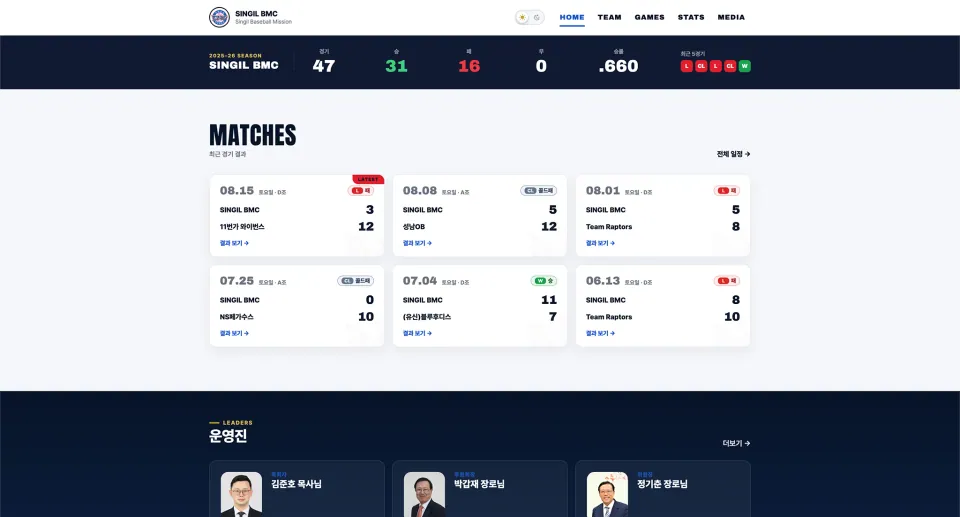 SINGIL BMC
Singil Baseball Mission
HOME TEAM GAMES STATS MEDIA
2025-26 SEASON
SINGIL BMC
경기 승 패 무 승률 최근 5경기
47 31 16 0 .660 L CL L CL W
MATCHES
최근 경기 결과
전체 일정 →
LATEST
08.15 토요일 · D조 L 패
SINGIL BMC 3
11번가 와이번스 12
결과 보기 →
08.08 토요일 · A조 CL 콜드패
SINGIL BMC 5
성남OB 12
결과 보기 →
08.01 토요일 · D조 L 패
SINGIL BMC 5
Team Raptors 8
결과 보기 →
07.25 토요일 · A조 CL 콜드패
SINGIL BMC 0
NS페가수스 10
결과 보기 →
07.04 토요일 · D조 W 승
SINGIL BMC 11
(유신)블루후디스 7
결과 보기 →
06.13 토요일 · D조 L 패
SINGIL BMC 8
Team Raptors 10
결과 보기 →
LEADERS
운영진
더보기 →
김준호 목사님
박갑재 장로님
정기춘 장로님